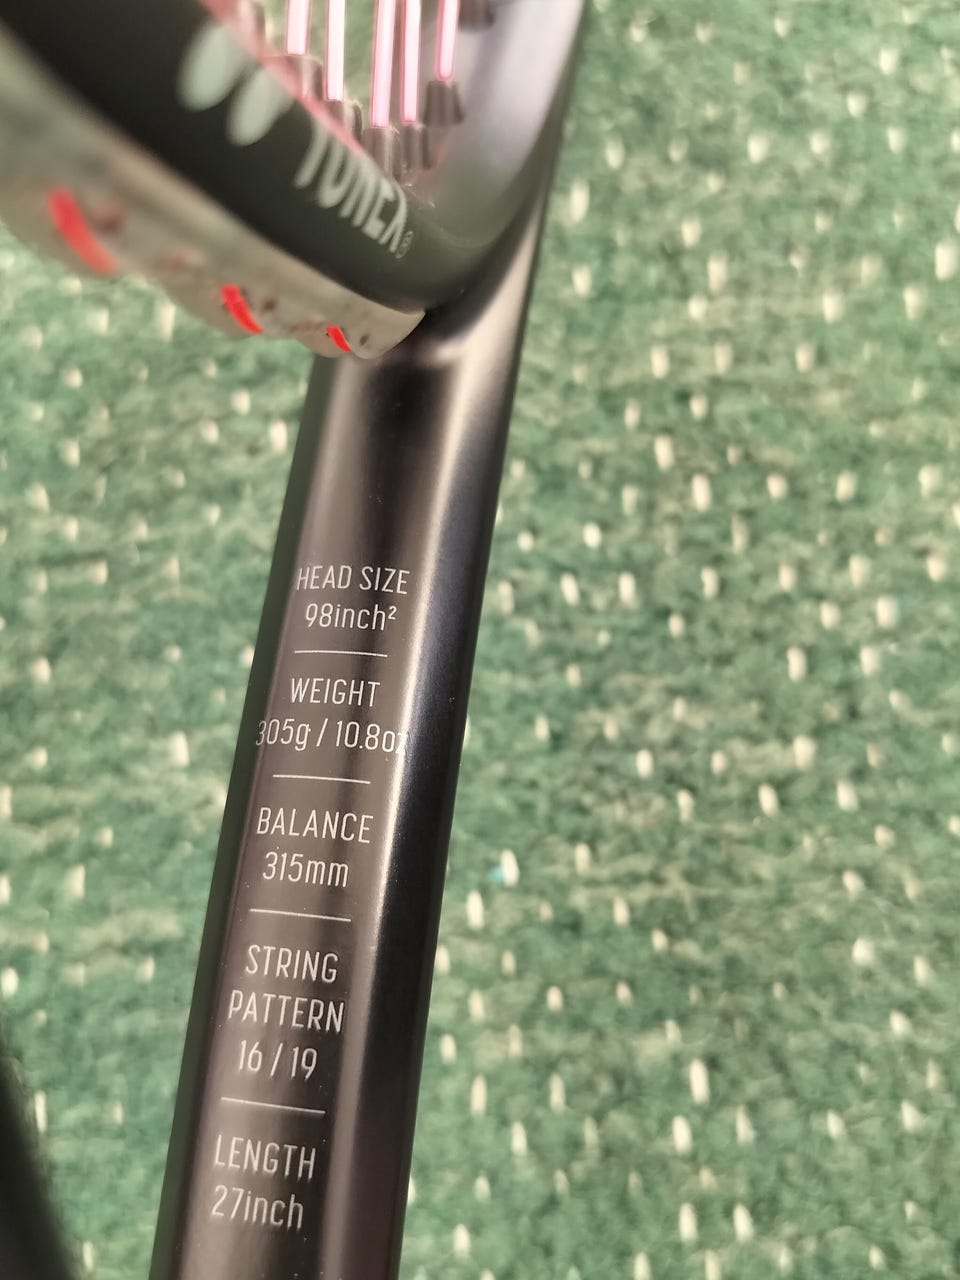 YONEX
HEAD SIZE
98inch²
WEIGHT
305g / 10.8oz
BALANCE
315mm
STRING
PATTERN
16 / 19
LENGTH
27inch